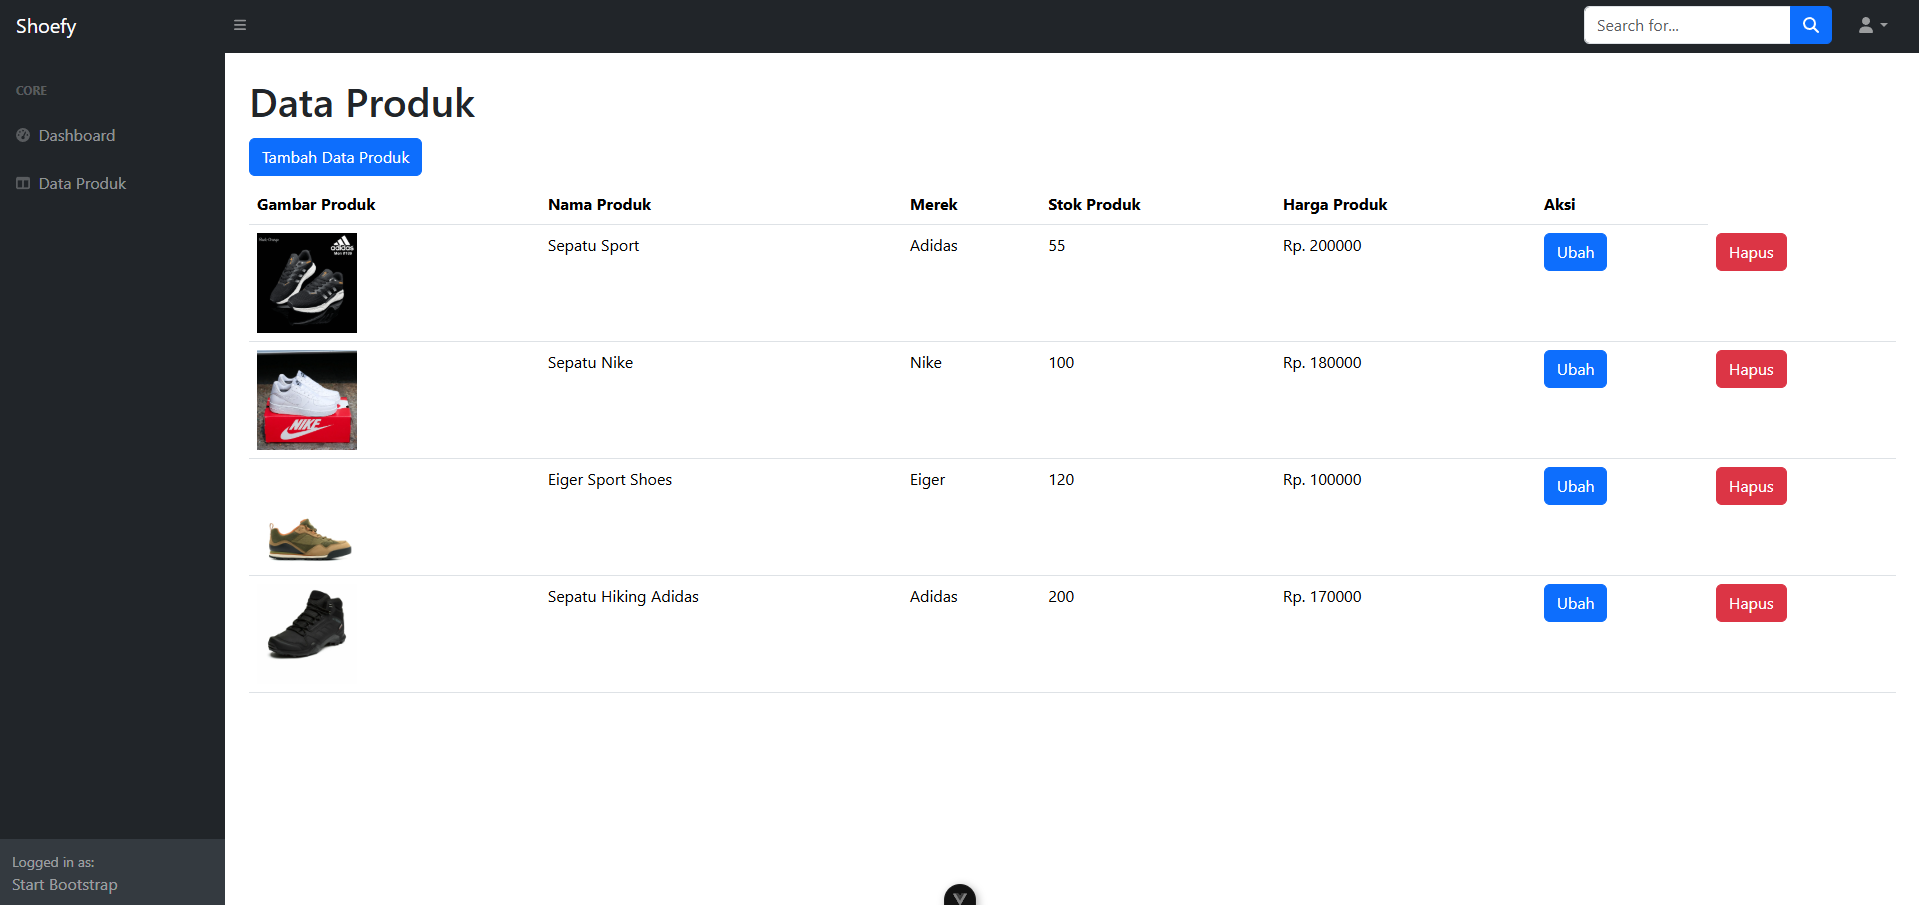 Shoefy
Search for...
CORE
Dashboard
Data Produk
Data Produk
Tambah Data Produk
Gambar Produk Nama Produk Merek Stok Produk Harga Produk Aksi
adidas
Sepatu Sport Adidas 55 Rp. 200000 Ubah Hapus
NIKE
Sepatu Nike Nike 100 Rp. 180000 Ubah Hapus
Eiger Sport Shoes Eiger 120 Rp. 100000 Ubah Hapus
Sepatu Hiking Adidas Adidas 200 Rp. 170000 Ubah Hapus
Logged in as:
Start Bootstrap